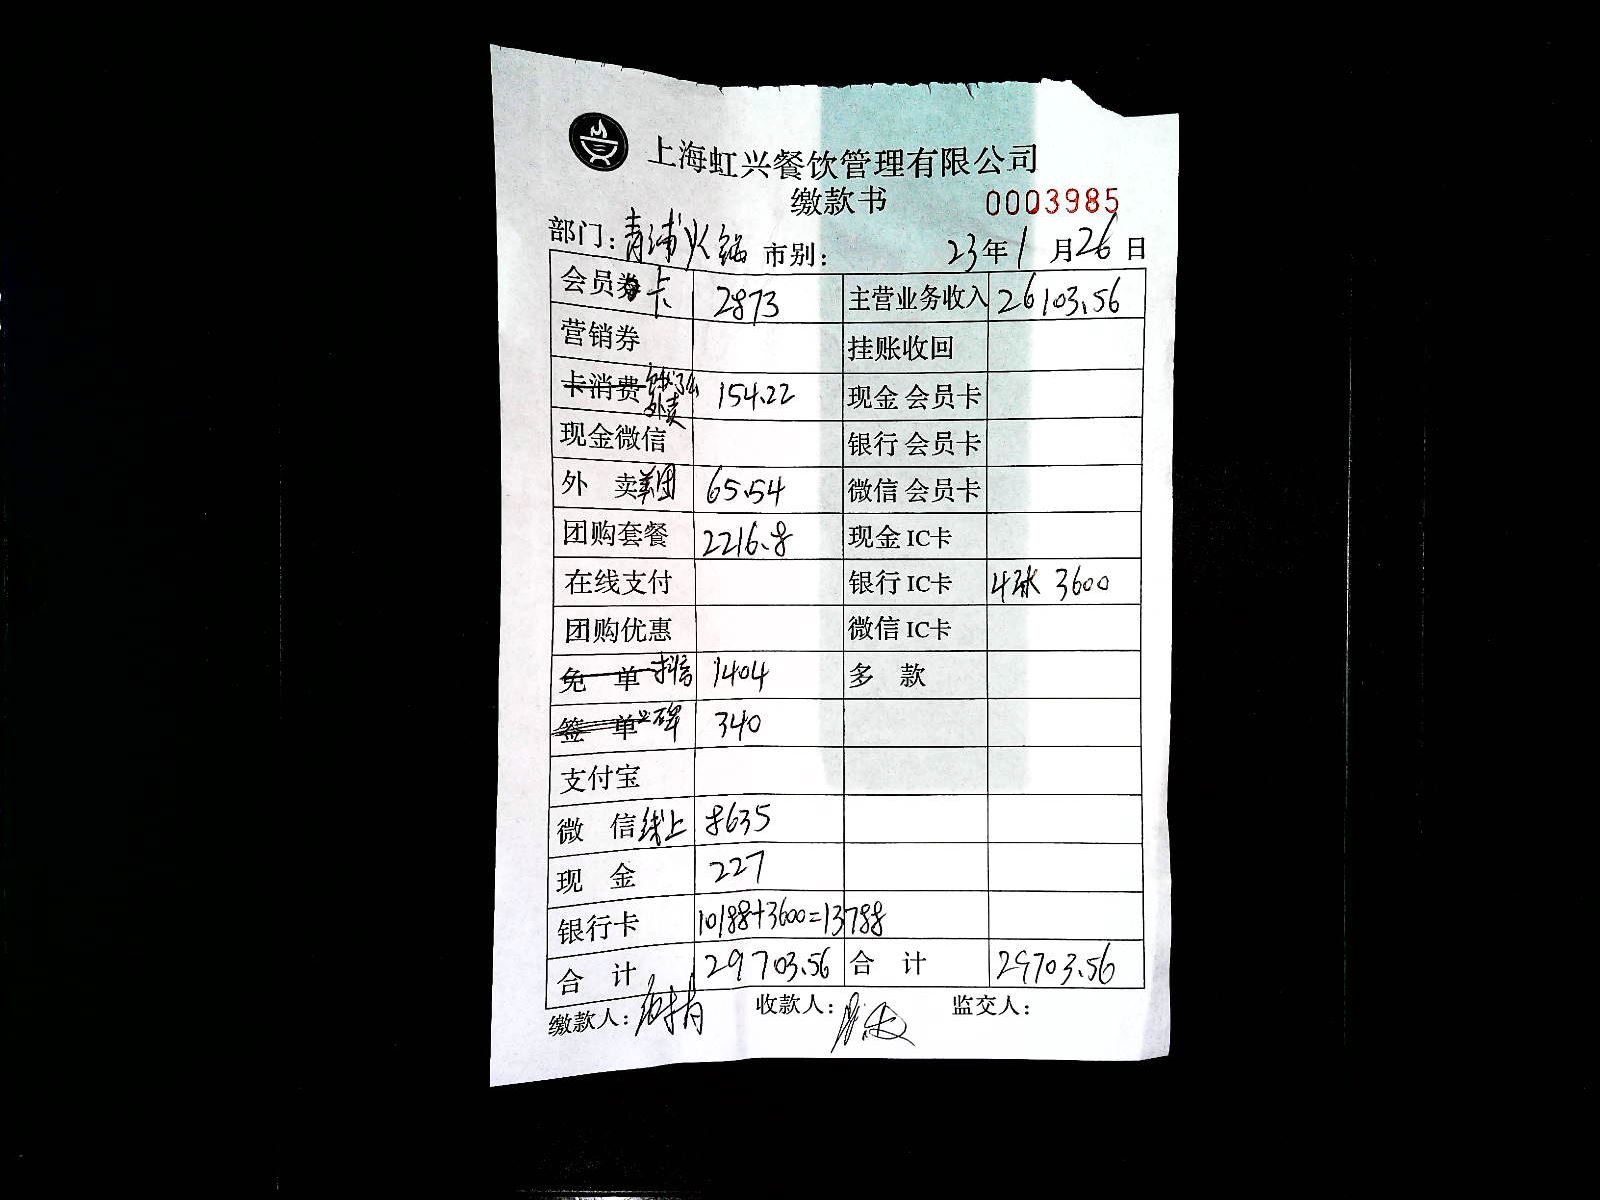 上海虹兴餐饮管理有限公司
缴款书 0003985
部门：青浦火锅 市别： 23年1月26日
会员卡 2873 主营业务收入 26103.56
营销券 挂账收回
卡消费 饿了么外卖 154.22 现金会员卡
现金微信 银行会员卡
外卖美团 65.54 微信会员卡
团购套餐 2216.8 现金IC卡
在线支付 银行IC卡 3600
团购优惠 微信IC卡
免单 抖音 1404 多款
签单 340
支付宝
微信线上 8635
现金 227
银行卡 10188+3600=13788
合计 29703.56 合计 29703.56
缴款人： 收款人： 监交人：